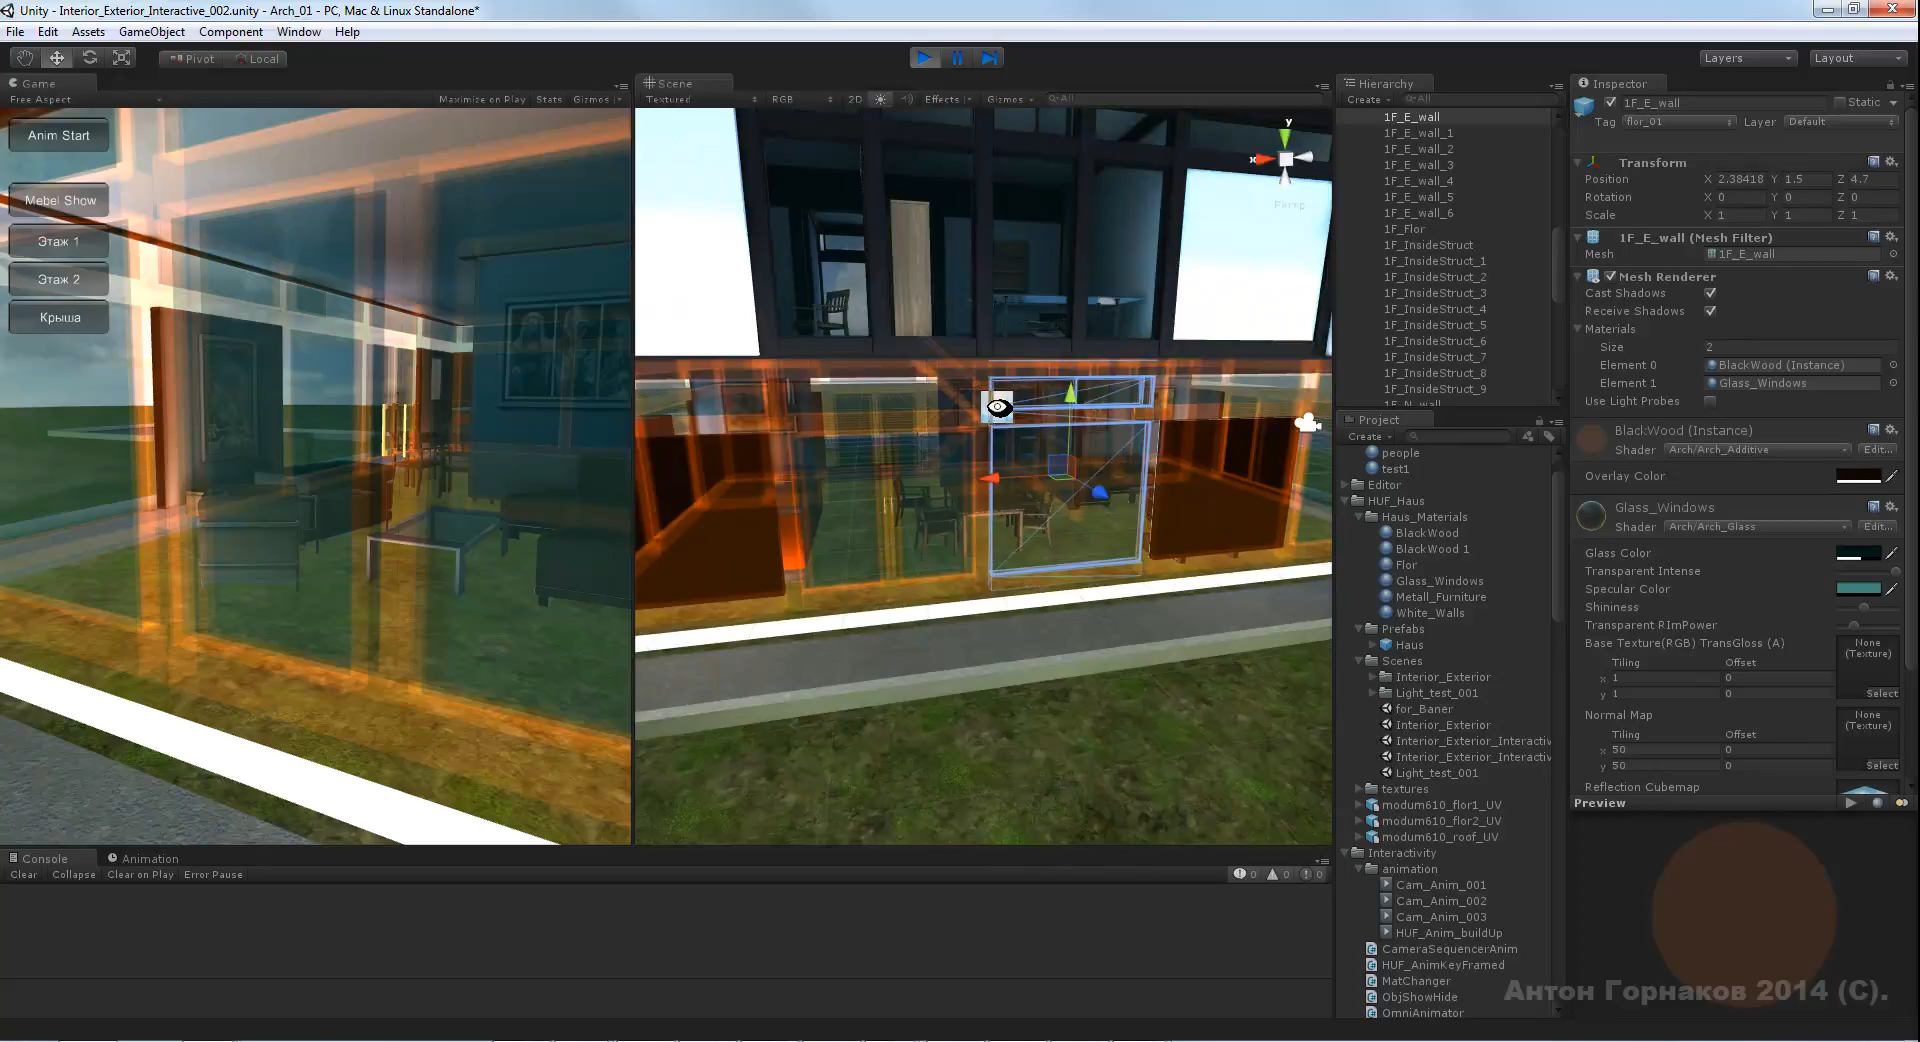 Unity - Interior_Exterior_Interactive_002.unity - Arch_01 - PC, Mac & Linux Standalone*
File Edit Assets GameObject Component Window Help
Pivot Local
Layers Layout
Game
Free Aspect Maximize on Play Stats Gizmos
Anim Start
Mebel Show
Этаж 1
Этаж 2
Крыша
Scene
Textured RGB 2D Effects Gizmos All
y
x
Persp
Hierarchy
Create All
1F_E_wall
1F_E_wall_1
1F_E_wall_2
1F_E_wall_3
1F_E_wall_4
1F_E_wall_5
1F_E_wall_6
1F_Flor
1F_InsideStruct
1F_InsideStruct_1
1F_InsideStruct_2
1F_InsideStruct_3
1F_InsideStruct_4
1F_InsideStruct_5
1F_InsideStruct_6
1F_InsideStruct_7
1F_InsideStruct_8
1F_InsideStruct_9
1F_N_wall
Project
Create
people
test1
Editor
HUF_Haus
Haus_Materials
BlackWood
BlackWood 1
Flor
Glass_Windows
Metall_Furniture
White_Walls
Prefabs
Haus
Scenes
Interior_Exterior
Light_test_001
for_Baner
Interior_Exterior
Interior_Exterior_Interactiv
Interior_Exterior_Interactiv
Light_test_001
textures
modum610_flor1_UV
modum610_flor2_UV
modum610_roof_UV
Interactivity
animation
Cam_Anim_001
Cam_Anim_002
Cam_Anim_003
HUF_Anim_buildUp
CameraSequencerAnim
HUF_AnimKeyFramed
MatChanger
ObjShowHide
OmniAnimator
Inspector
1F_E_wall Static
Tag flor_01 Layer Default
Transform
Position X 2.38418 Y 1.5 Z 4.7
Rotation X 0 Y 0 Z 0
Scale X 1 Y 1 Z 1
1F_E_wall (Mesh Filter)
Mesh 1F_E_wall
Mesh Renderer
Cast Shadows
Receive Shadows
Materials
Size 2
Element 0 BlackWood (Instance)
Element 1 Glass_Windows
Use Light Probes
BlackWood (Instance)
Shader Arch/Arch_Additive Edit...
Overlay Color
Glass_Windows
Shader Arch/Arch_Glass Edit...
Glass Color
Transparent Intense
Specular Color
Shininess
Transparent RImPower
Base Texture(RGB) TransGloss (A) None (Texture)
Tiling Offset
x 1 0
y 1 0 Select
Normal Map None (Texture)
Tiling Offset
x 50 0
y 50 0 Select
Reflection Cubemap
Preview
Console Animation
Clear Collapse Clear on Play Error Pause 0 0 0
Антон Горнаков 2014 (C).